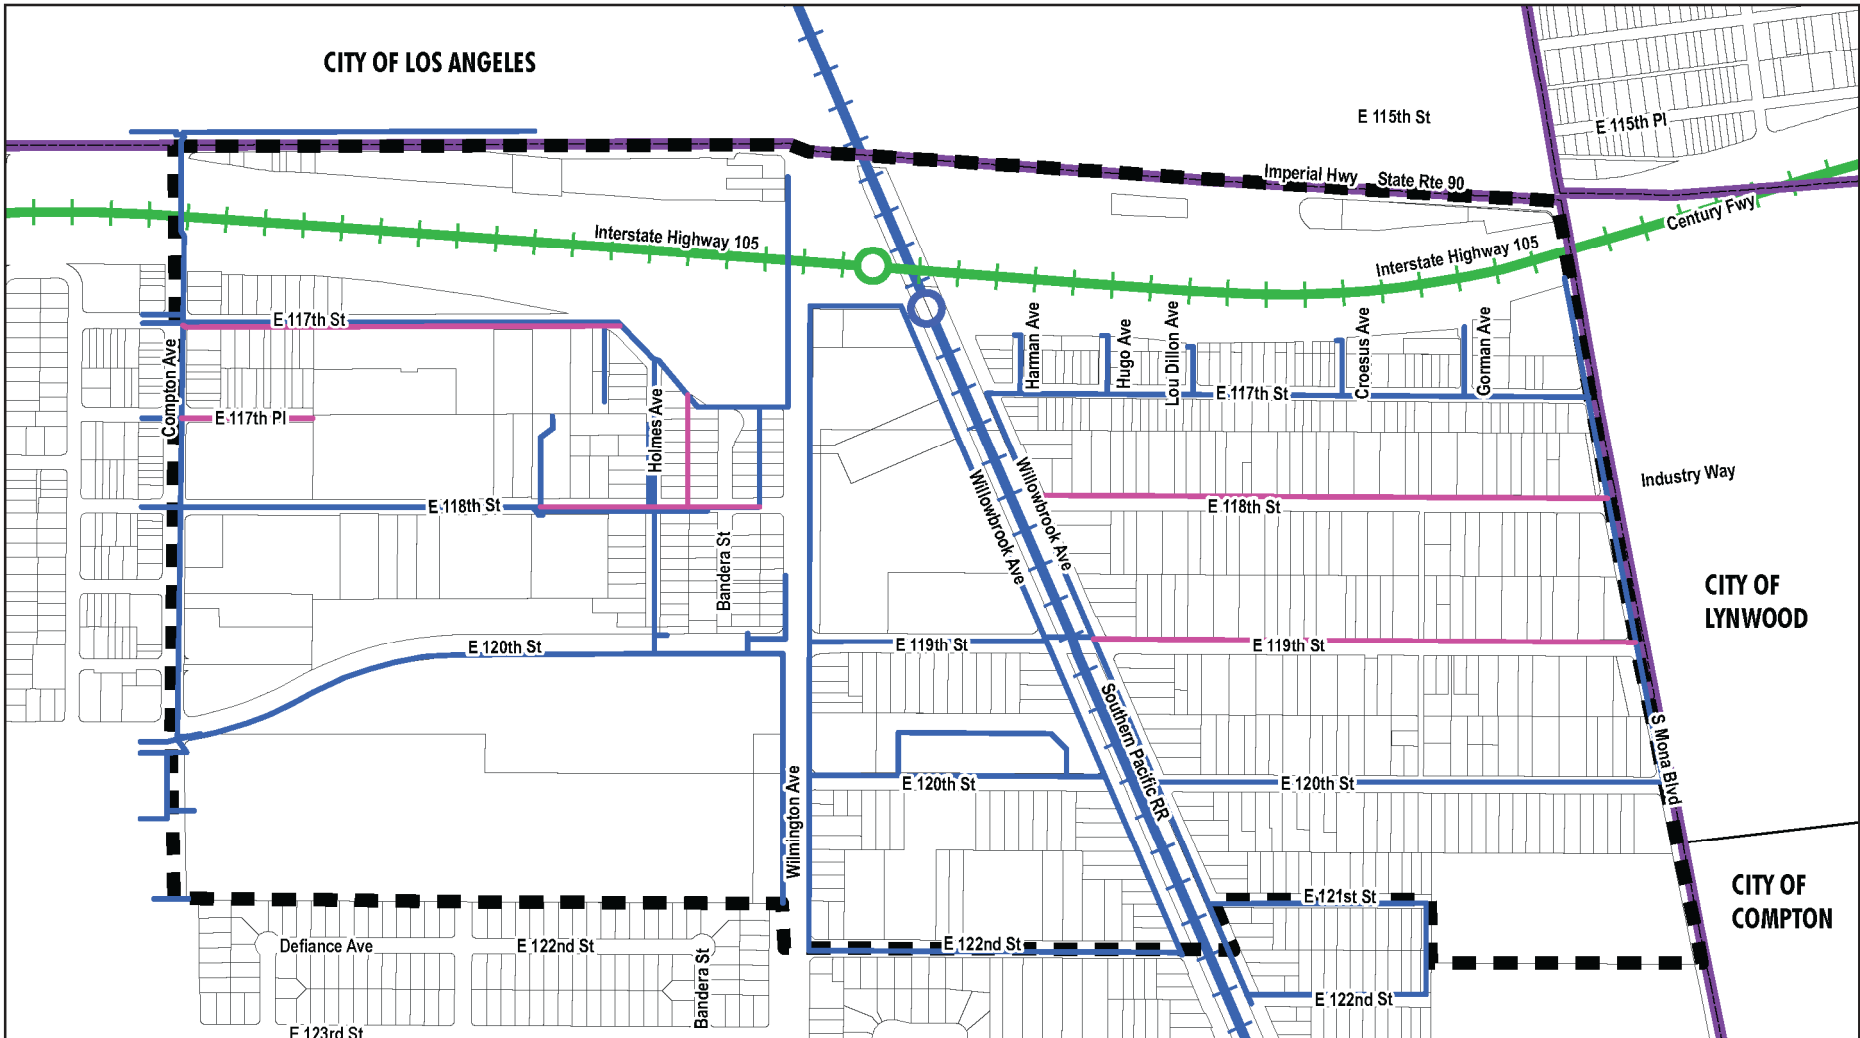 CITY OF LOS ANGELES
E 115th St
E 115th Pl
Imperial Hwy
State Rte 90
Century Fwy
Interstate Highway 105
Interstate Highway 105
E 117th St
Compton Ave
E 117th Pl
Holmes Ave
Harman Ave
Hugo Ave
Lou Dillon Ave
Croesus Ave
Gorman Ave
E 117th St
E 118th St
Willowbrook Ave
Willowbrook Ave
E 118th St
Industry Way
Bandera St
CITY OF
LYNWOOD
E 120th St
E 119th St
E 119th St
Southern Pacific RR
S Mona Blvd
Wilmington Ave
E 120th St
E 120th St
CITY OF
COMPTON
E 121st St
Defiance Ave
E 122nd St
Bandera St
E 122nd St
E 122nd St
E 123rd St